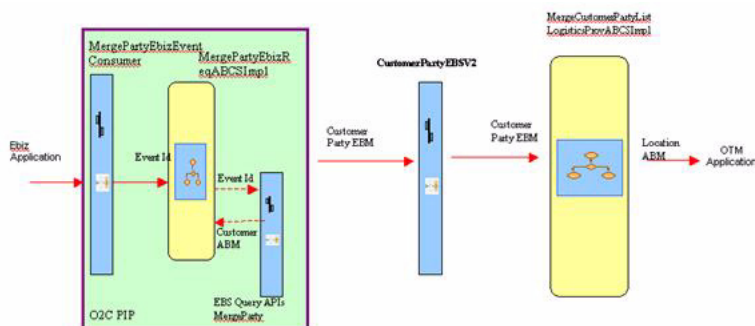 MergePartyEbizEvent
Consumer
MergePartyEbizR
eqABCSImpl
CustomerPartyEBSV2
MergeCustomerPartyList
LogisticsProvABCSImpl
Ebiz
Application
Event Id
Event Id
Customer
ABM
EBS Query APIs
MergeParty
O2C PIP
Customer
Party EBM
Customer
Party EBM
Location
ABM
OTM
Application